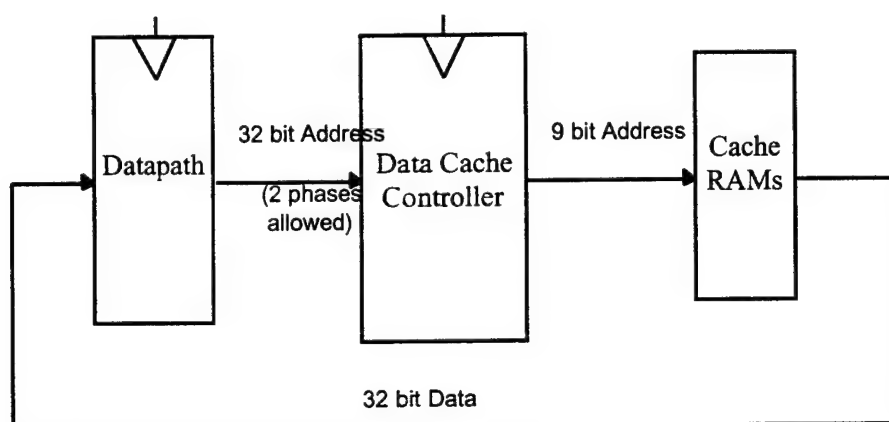 Datapath
32 bit Address
(2 phases
allowed)
Data Cache
Controller
9 bit Address
Cache
RAMs
32 bit Data